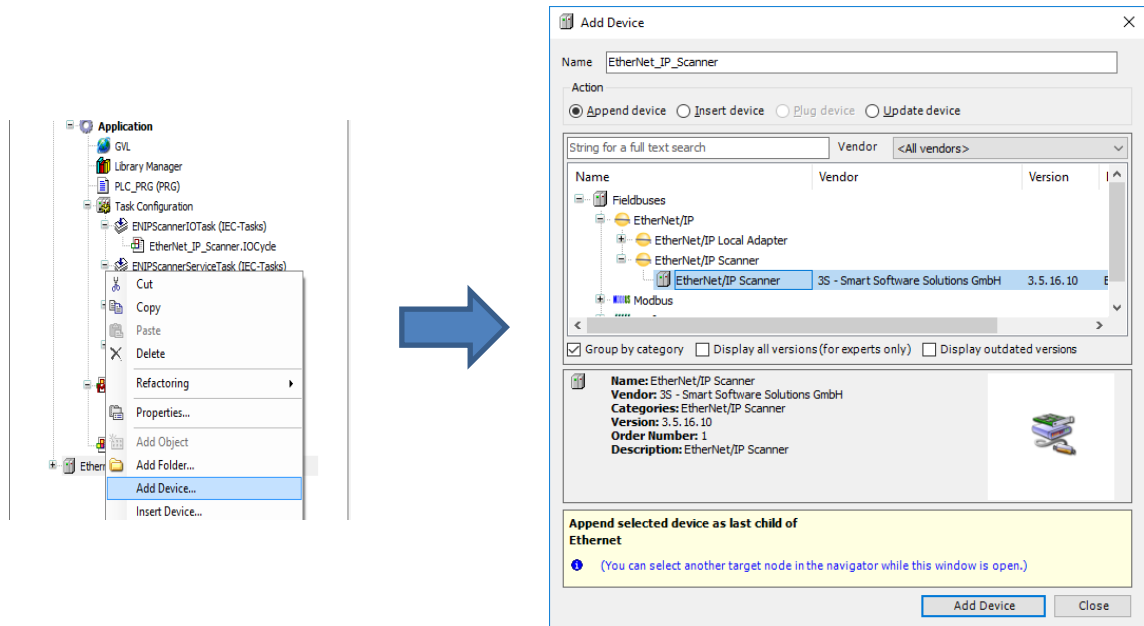 Application
GVL
Library Manager
PLC_PRG (PRG)
Task Configuration
ENIPScannerIOTask (IEC-Tasks)
EtherNet_IP_Scanner.IOCycle
ENIPScannerServiceTask (IEC-Tasks)
Cut
Copy
Paste
Delete
Refactoring
Properties...
Add Object
Ethern
Add Folder...
Add Device...
Insert Device...
Add Device
Name EtherNet_IP_Scanner
Action
Append device Insert device Plug device Update device
String for a full text search Vendor <All vendors>
Name Vendor Version
Fieldbuses
EtherNet/IP
EtherNet/IP Local Adapter
EtherNet/IP Scanner
EtherNet/IP Scanner 3S - Smart Software Solutions GmbH 3.5.16.10 E
Modbus
Group by category Display all versions (for experts only) Display outdated versions
Name: EtherNet/IP Scanner
Vendor: 3S - Smart Software Solutions GmbH
Categories: EtherNet/IP Scanner
Version: 3.5.16.10
Order Number: 1
Description: EtherNet/IP Scanner
Append selected device as last child of
Ethernet
(You can select another target node in the navigator while this window is open.)
Add Device Close